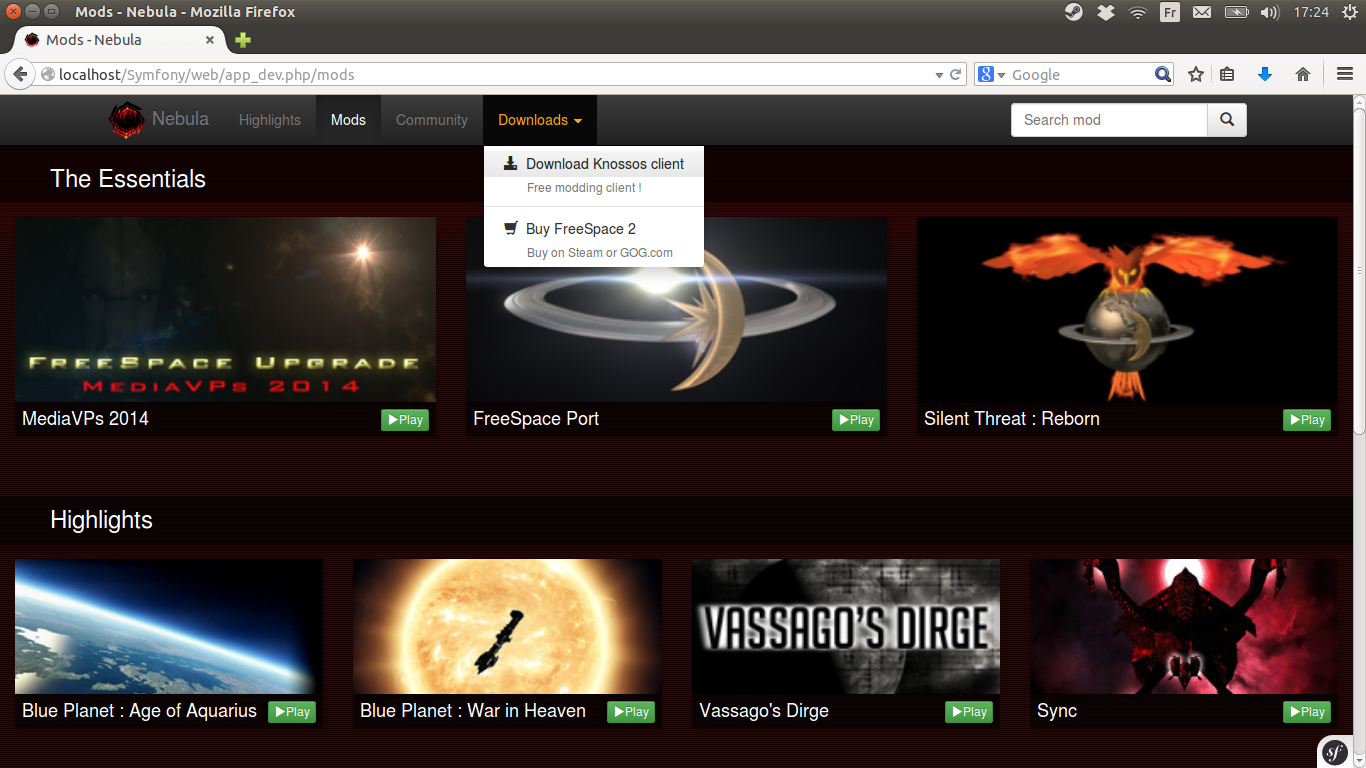 Mods - Nebula - Mozilla Firefox
Fr
17:24
Mods - Nebula
localhost/Symfony/web/app_dev.php/mods
8
Google
Nebula
Highlights
Mods
Community
Downloads
Search mod
Download Knossos client
Free modding client !
Buy FreeSpace 2
Buy on Steam or GOG.com
The Essentials
FreeSpace Upgrade
MediaVPs 2014
MediaVPs 2014
Play
FreeSpace Port
Play
Silent Threat : Reborn
Play
Highlights
VASSAGO'S DIRGE
Blue Planet : Age of Aquarius
Play
Blue Planet : War in Heaven
Play
Vassago's Dirge
Play
Sync
Play
sf